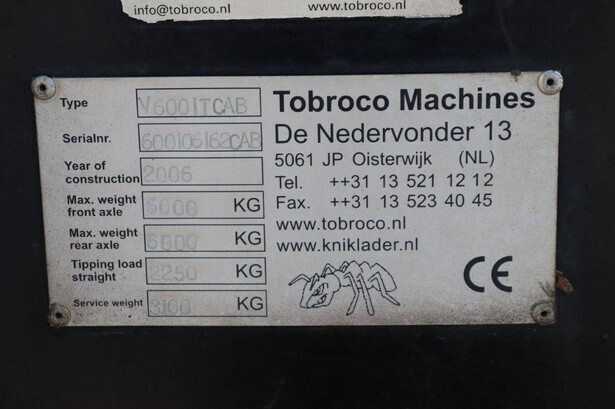 info@tobroco.nl www.tobroco.nl
Type V6001TCAB
Serialnr. 600106162CAB
Year of construction 2006
Max. weight front axle 6000 KG
Max. weight rear axle 6000 KG
Tipping load straight 2250 KG
Service weight 3100 KG
Tobroco Machines
De Nedervonder 13
5061 JP Oisterwijk (NL)
Tel. ++31 13 521 12 12
Fax. ++31 13 523 40 45
www.tobroco.nl
www.kniklader.nl
CE